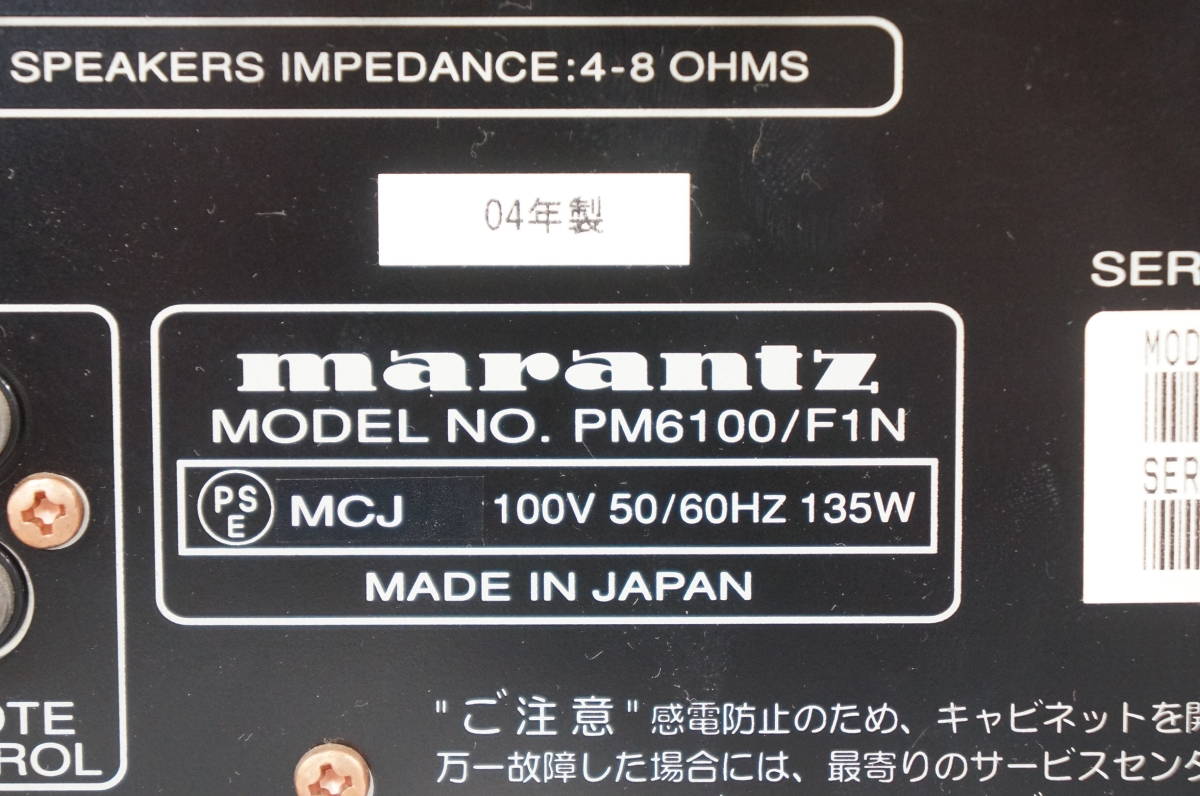 SPEAKERS IMPEDANCE:4-8 OHMS
04年製
marantz
MODEL NO. PM6100/F1N
PSE MCJ 100V 50/60HZ 135W
MADE IN JAPAN
SER
MOD
SER
OTE
ROL
"ご注意"感電防止のため、キャビネットを開
万一故障した場合には、最寄りのサービスセンタ